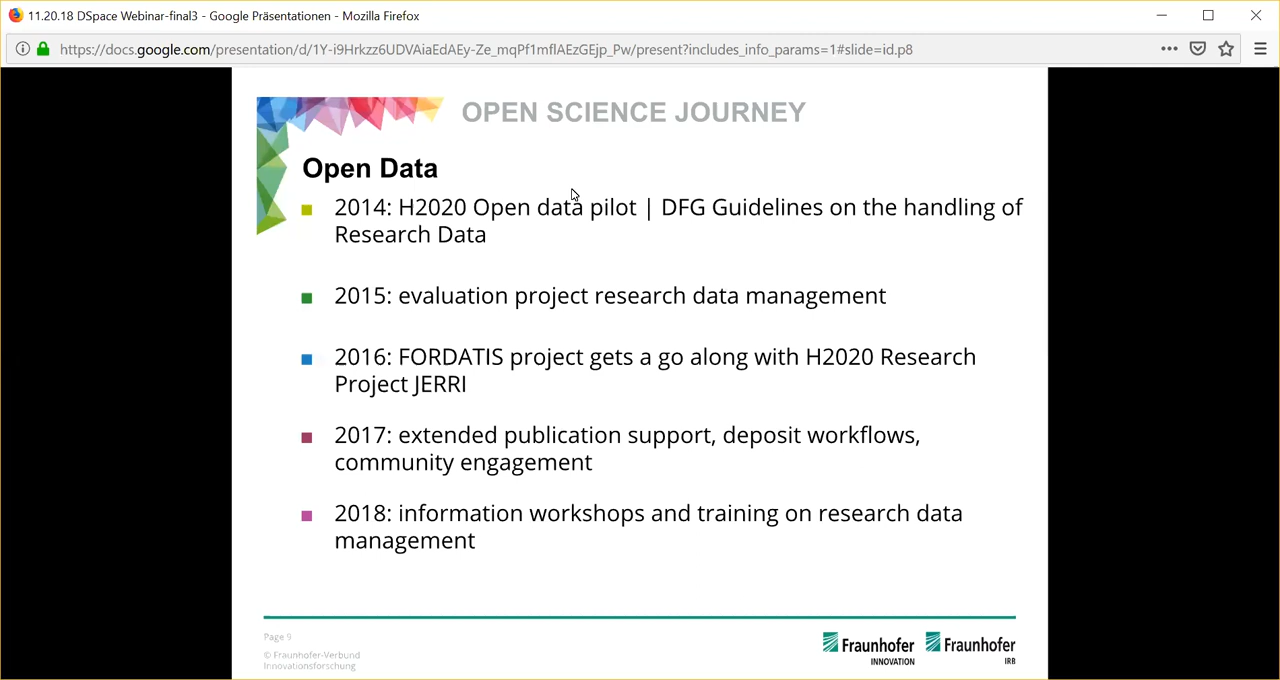 11.20.18 DSpace Webinar-final3 - Google Präsentationen - Mozilla Firefox
https://docs.google.com/presentation/d/1Y-i9Hrkzz6UDVAiaEdAEy-Ze_mqPf1mflAEzGEjp_Pw/present?includes_info_params=1#slide=id.p8
OPEN SCIENCE JOURNEY
Open Data
2014: H2020 Open data pilot | DFG Guidelines on the handling of
Research Data
2015: evaluation project research data management
2016: FORDATIS project gets a go along with H2020 Research
Project JERRI
2017: extended publication support, deposit workflows,
community engagement
2018: information workshops and training on research data
management
Page 9
© Fraunhofer-Verbund
Innovationsforschung
Fraunhofer
INNOVATION
Fraunhofer
IRB